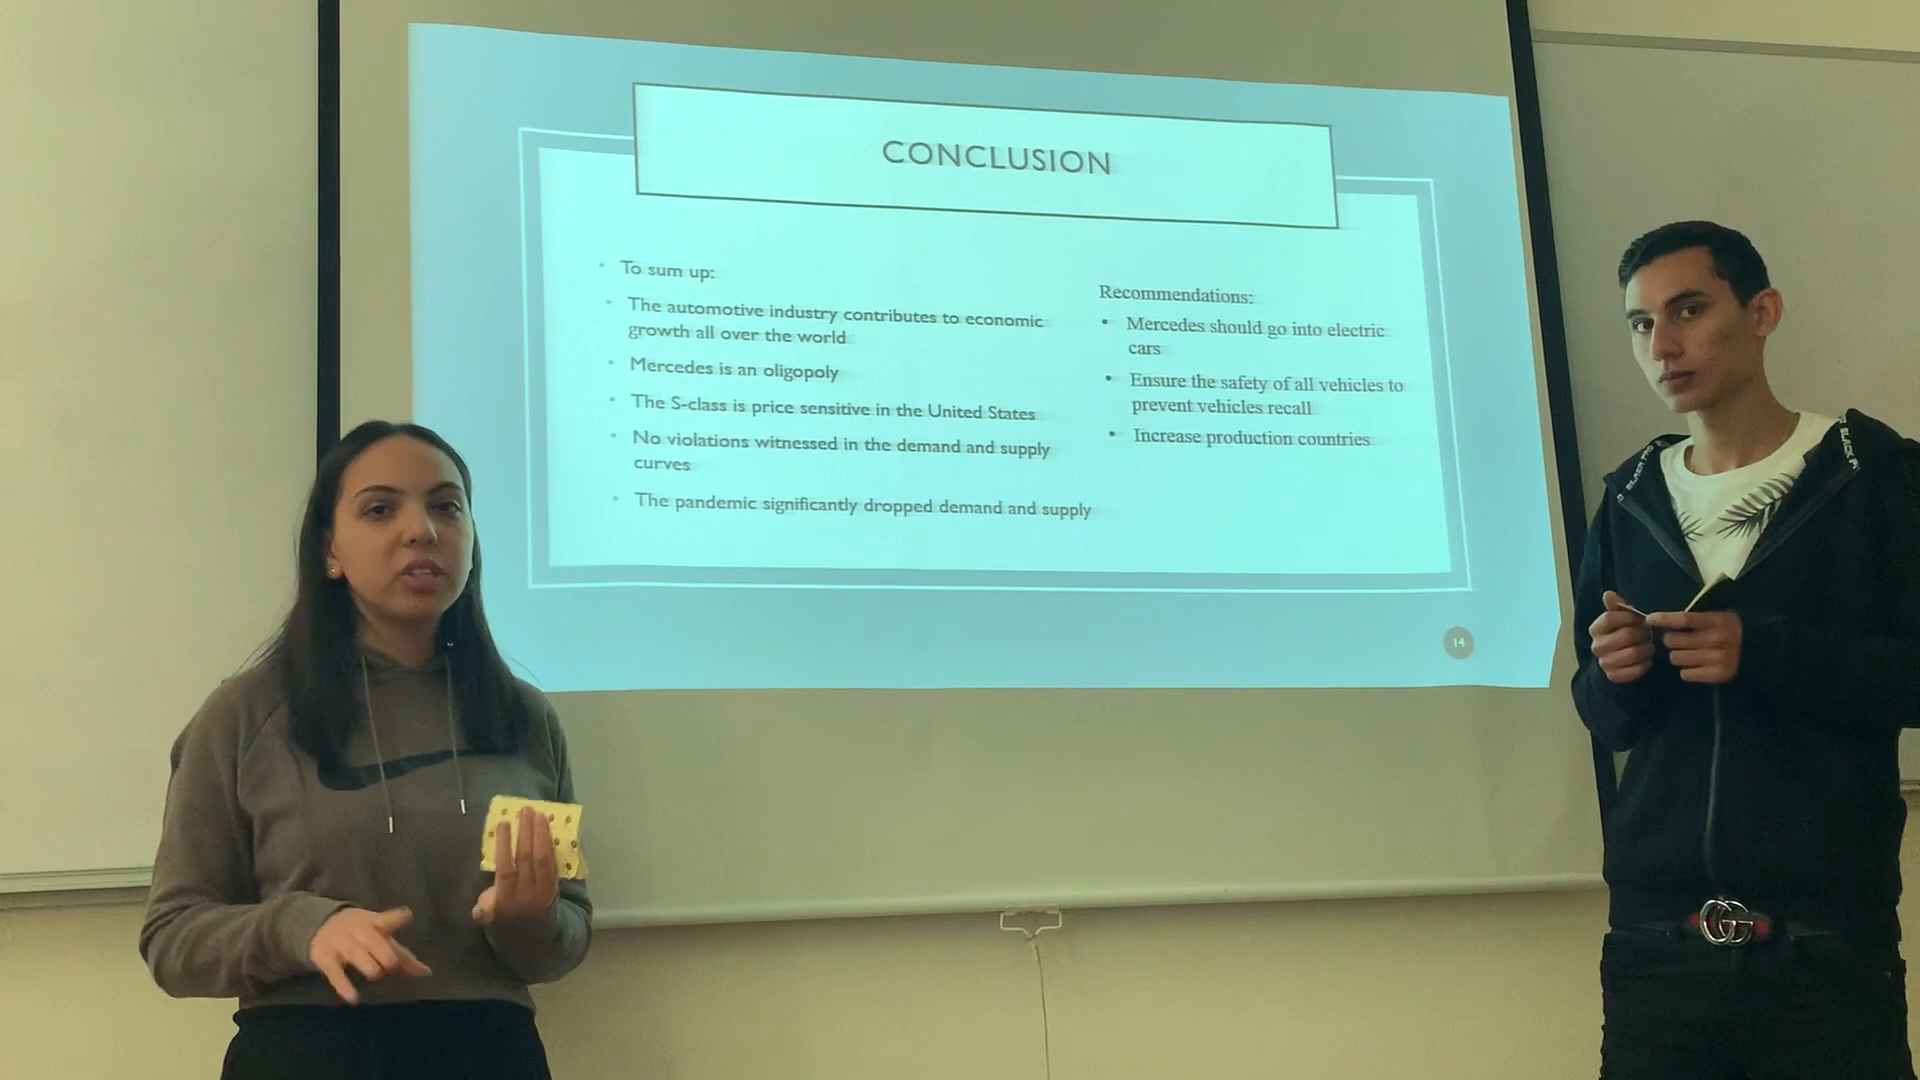 CONCLUSION
To sum up:
The automotive industry contributes to economic
growth all over the world
Mercedes is an oligopoly
The S-class is price sensitive in the United States
No violations witnessed in the demand and supply
curves
The pandemic significantly dropped demand and supply
Recommendations:
• Mercedes should go into electric
cars
• Ensure the safety of all vehicles to
prevent vehicles recall
• Increase production countries
14